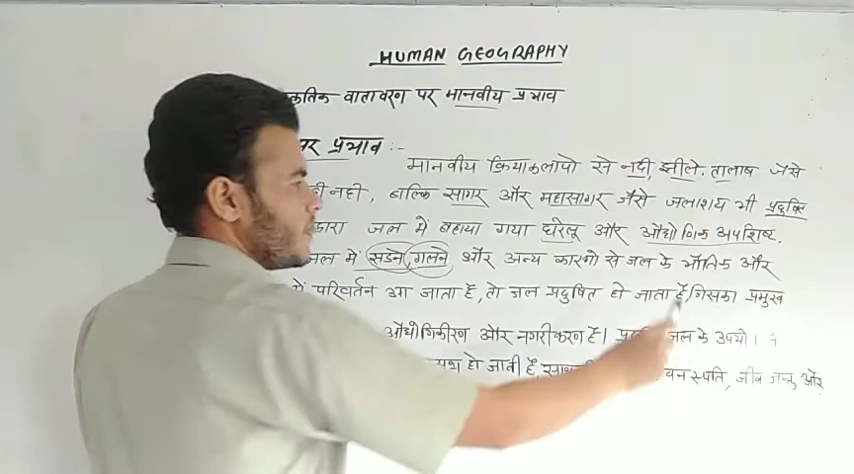 HUMAN GEOGRAPHY
वातावरण पर मानवीय प्रभाव
पर प्रभाव :-
मानवीय क्रियाकलापो से नदी, झीले, तालाब जैसे
ही नही, बल्कि सागर और महासागर जैसे जलाशय भी प्रदूषित
जल में बहाया गया घरेलू और औद्योगिक अपशिष्ट.
जल में सडने, गलने और अन्य कारणो से जल के भौतिक और
में परिवर्तन आ जाता है, तो जल प्रदूषित हो जाता है, जिसका प्रमुख
औद्योगिकीरण और नगरीकरण है। जल के
हो जाती है, वनस्पति, जीव जन्तु और